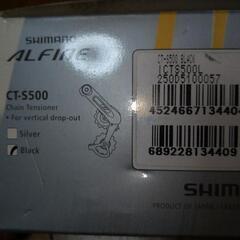 SHIMANO
ALFINE
CT-S500
Chain Tensioner
• For vertical drop-out
Silver
Black
CT-S500 BLACK
ICTS500L
25005100057
4524667134404
689228134409
SHIM